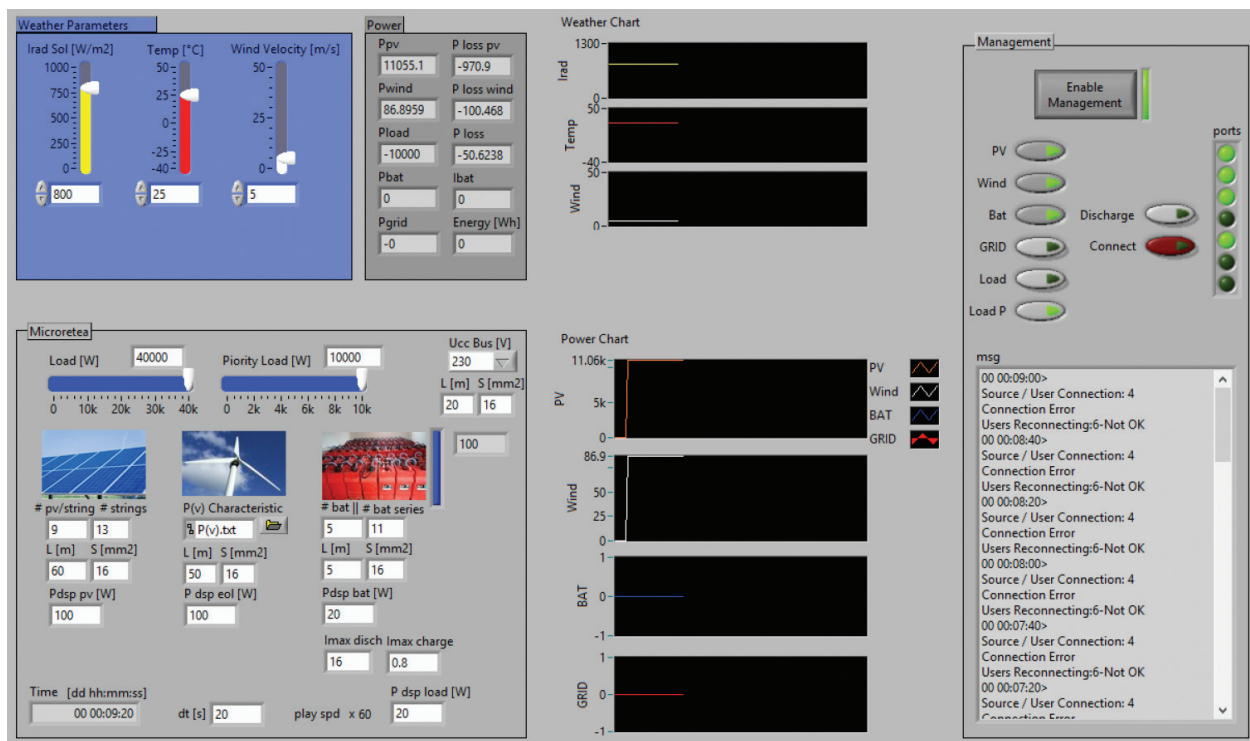 Weather Parameters
Irad Sol [W/m2] Temp [°C] Wind Velocity [m/s]
1000 50 50
750 25
500 0 25
250 -25
0 -40 0
800 25 5
Power
Ppv P loss pv
11055.1 -970.9
Pwind P loss wind
86.8959 -100.468
Pload P loss
-10000 -50.6238
Pbat Ibat
0 0
Pgrid Energy [Wh]
-0 0
Weather Chart
1300
Irad
0
50
Temp
-40
50
Wind
0
Management
Enable
Management
ports
PV
Wind
Bat Discharge
GRID Connect
Load
Load P
Microretea
Load [W] 40000 Piority Load [W] 10000
0 10k 20k 30k 40k 0 2k 4k 6k 8k 10k
Ucc Bus [V]
230
L [m] S [mm2]
20 16
100
# pv/string # strings P(v) Characteristic # bat || # bat series
9 13 P(v).txt 5 11
L [m] S [mm2] L [m] S [mm2] L [m] S [mm2]
60 16 50 16 5 16
Pdsp pv [W] P dsp eol [W] Pdsp bat [W]
100 100 20
Imax disch Imax charge
16 0.8
Time [dd hh:mm:ss] P dsp load [W]
00 00:09:20 dt [s] 20 play spd x 60 20
Power Chart
11.06k
PV
5k
0
86.9
Wind
50
25
0
1
BAT
0
-1
1
GRID
0
-1
PV
Wind
BAT
GRID
msg
00 00:09:00>
Source / User Connection: 4
Connection Error
Users Reconnecting:6-Not OK
00 00:08:40>
Source / User Connection: 4
Connection Error
Users Reconnecting:6-Not OK
00 00:08:20>
Source / User Connection: 4
Connection Error
Users Reconnecting:6-Not OK
00 00:08:00>
Source / User Connection: 4
Connection Error
Users Reconnecting:6-Not OK
00 00:07:40>
Source / User Connection: 4
Connection Error
Users Reconnecting:6-Not OK
00 00:07:20>
Source / User Connection: 4
Connection Error